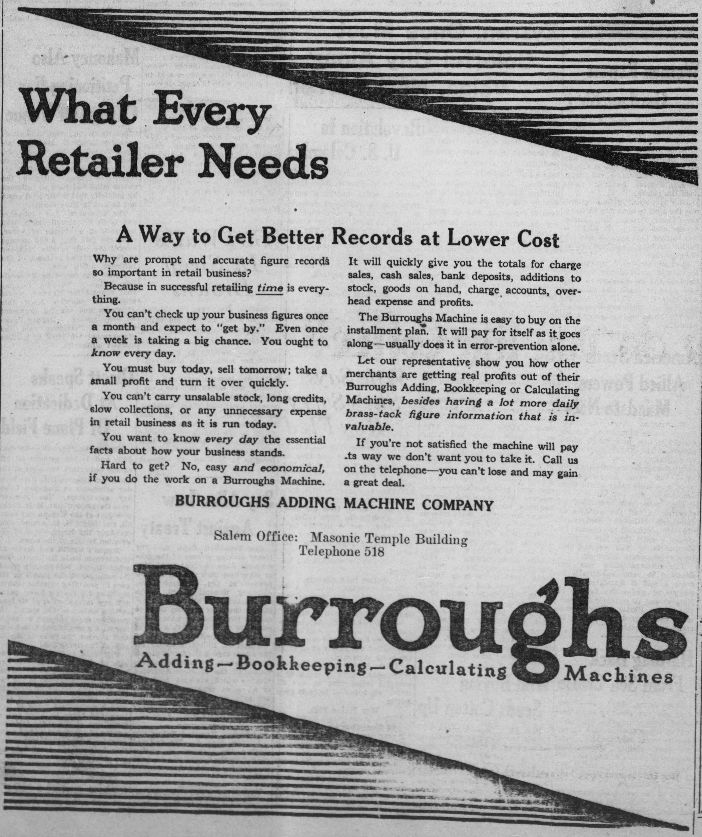 What Every
Retailer Needs
A Way to Get Better Records at Lower Cost
Why are prompt and accurate figure records
so important in retail business?
Because in successful retailing time is every-
thing.
You can't check up your business figures once
a month and expect to "get by." Even once
a week is taking a big chance. You ought to
know every day.
You must buy today, sell tomorrow; take a
small profit and turn it over quickly.
You can't carry unsalable stock, long credits,
slow collections, or any unnecessary expense
in retail business as it is run today.
You want to know every day the essential
facts about how your business stands.
Hard to get? No, easy and economical,
if you do the work on a Burroughs Machine.
It will quickly give you the totals for charge
sales, cash sales, bank deposits, additions to
stock, goods on hand, charge accounts, over-
head expense and profits.
The Burroughs Machine is easy to buy on the
installment plan. It will pay for itself as it goes
along—usually does it in error-prevention alone.
Let our representative show you how other
merchants are getting real profits out of their
Burroughs Adding, Bookkeeping or Calculating
Machines, besides having a lot more daily
brass-tack figure information that is in-
valuable.
If you're not satisfied the machine will pay
.ts way we don't want you to take it. Call us
on the telephone—you can't lose and may gain
a great deal.
BURROUGHS ADDING MACHINE COMPANY
Salem Office: Masonic Temple Building
Telephone 518
Burroughs
Adding—Bookkeeping—Calculating Machines